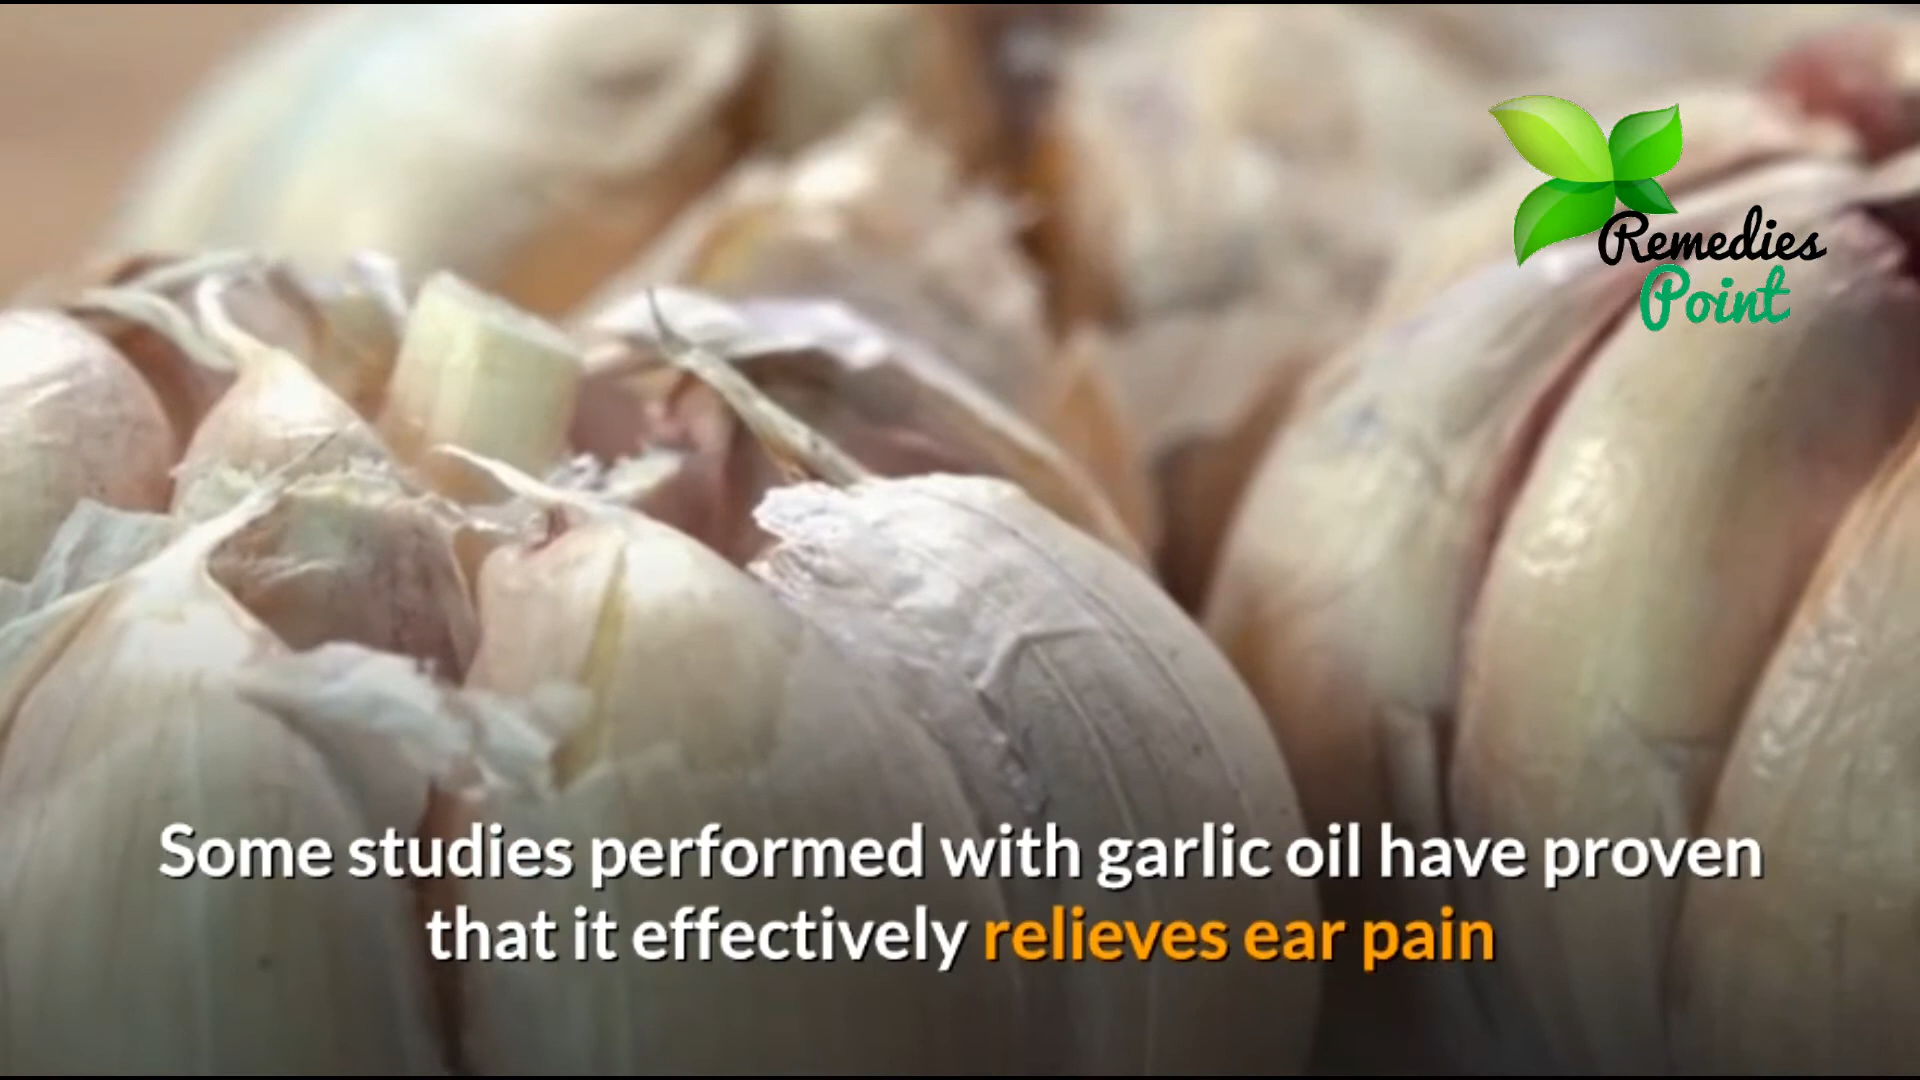 Remedies
Point
Some studies performed with garlic oil have proven
that it effectively relieves ear pain